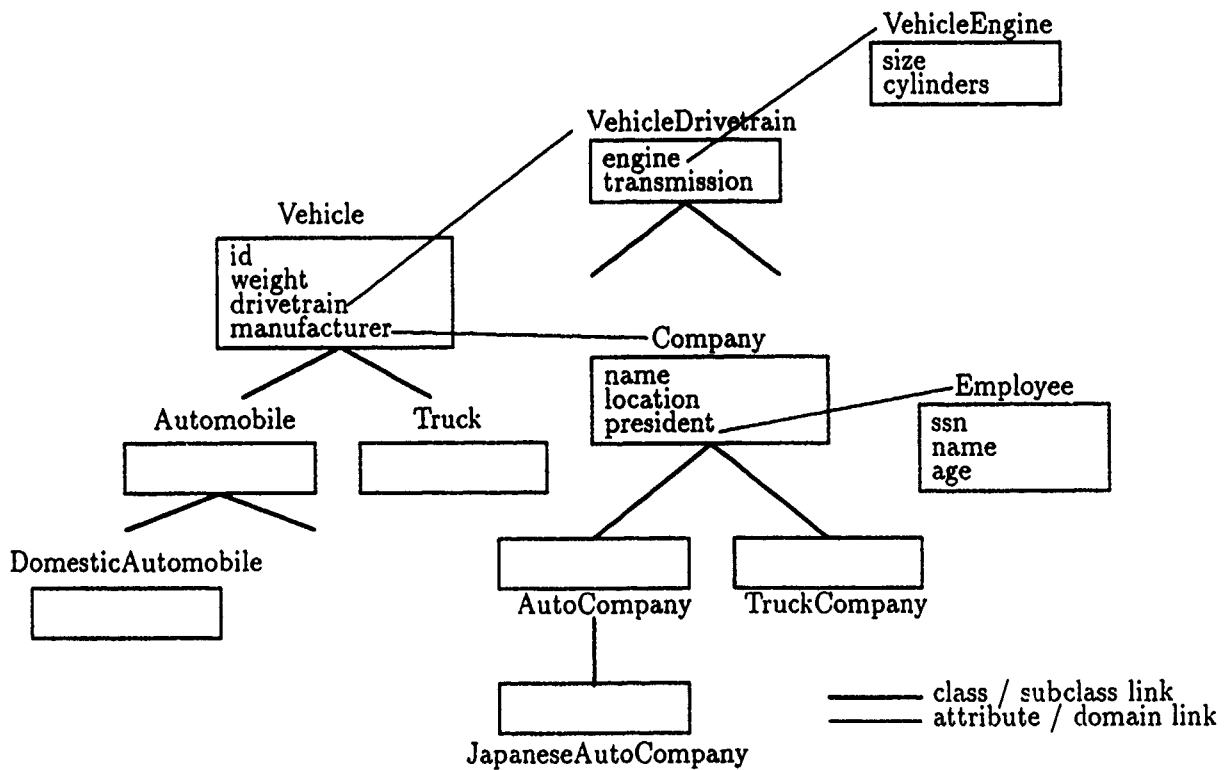 VehicleEngine
size
cylinders
VehicleDrivetrain
engine
transmission
Vehicle
id
weight
drivetrain
manufacturer
Company
name
location
president
Employee
ssn
name
age
Automobile
Truck
DomesticAutomobile
AutoCompany
TruckCompany
JapaneseAutoCompany
class / subclass link
attribute / domain link